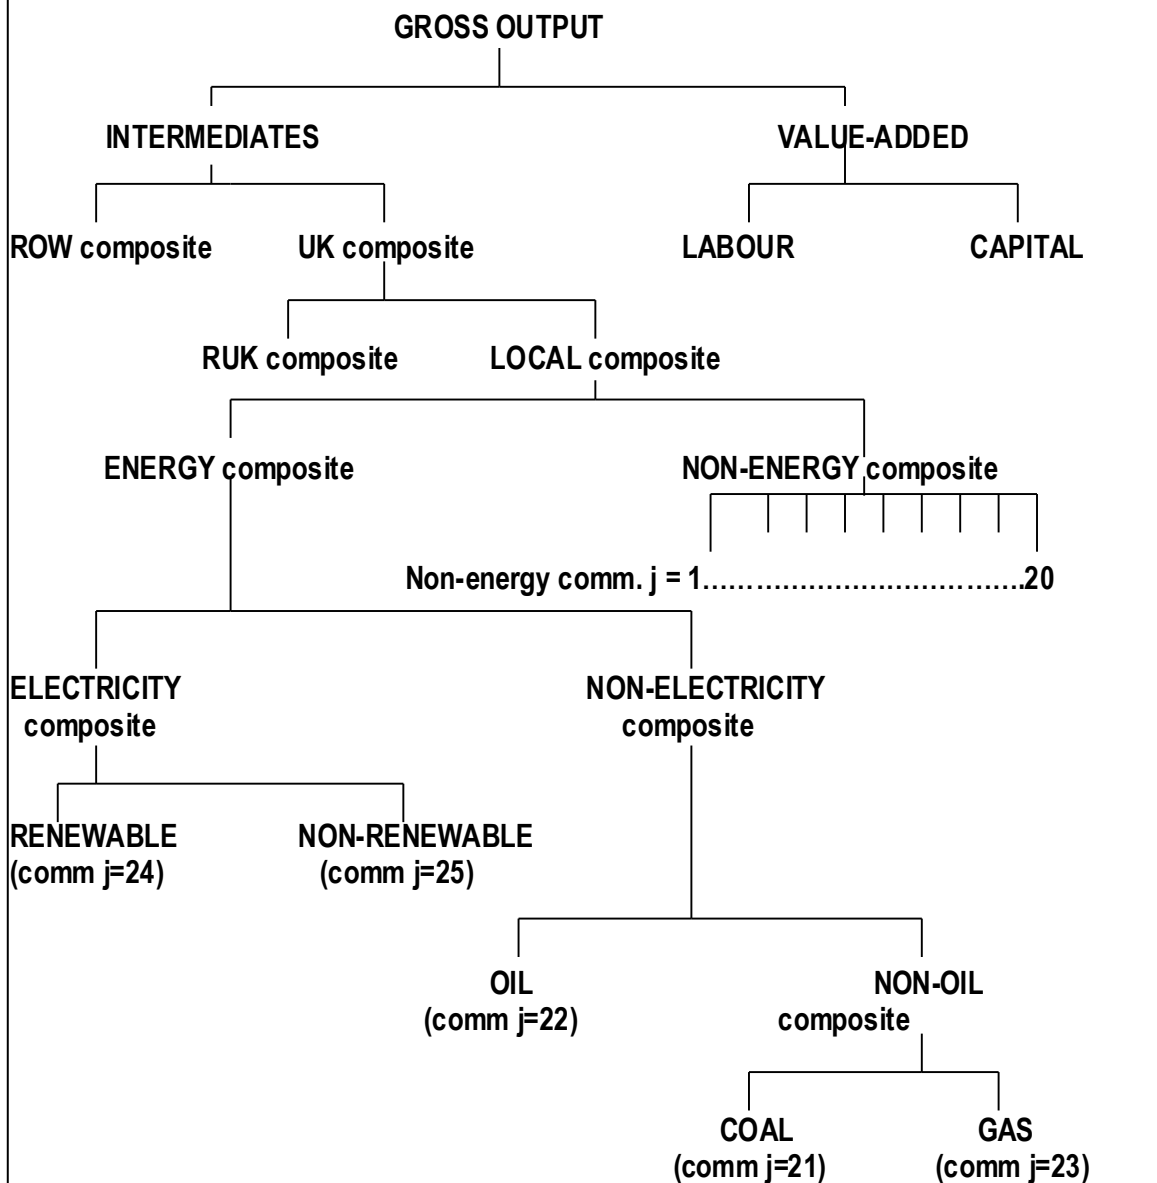 GROSS OUTPUT
INTERMEDIATES VALUE-ADDED
ROW composite UK composite LABOUR CAPITAL
RUK composite LOCAL composite
ENERGY composite NON-ENERGY composite
Non-energy comm. j = 1……………………………….20
ELECTRICITY NON-ELECTRICITY
composite composite
RENEWABLE NON-RENEWABLE
(comm j=24) (comm j=25)
OIL NON-OIL
(comm j=22) composite
COAL GAS
(comm j=21) (comm j=23)